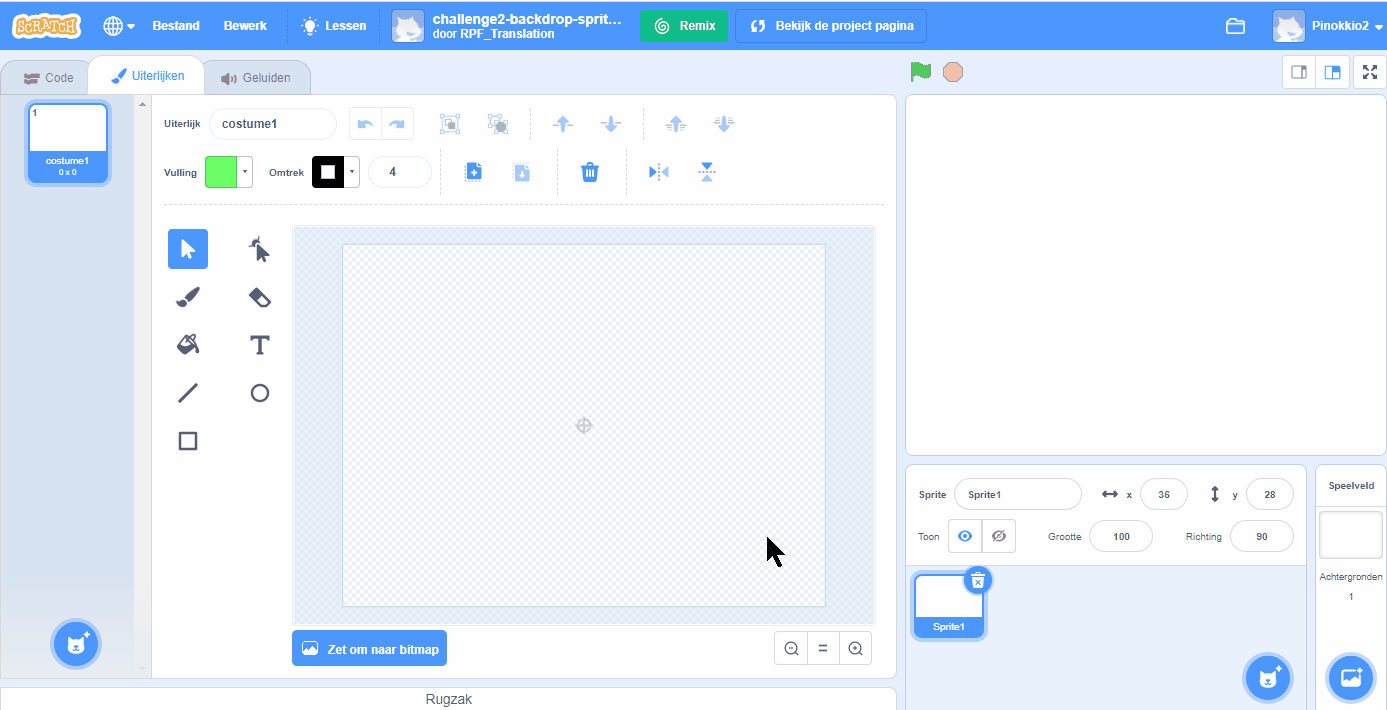 SCRATCH
Bestand
Bewerk
Lessen
challenge2-backdrop-sprit...
door RPF_Translation
Remix
Bekijk de project pagina
Pinokkio2
Code
Uiterlijken
Geluiden
1
costume1
0 x 0
Uiterlijk
costume1
Vulling
Omtrek
4
T
Zet om naar bitmap
=
Rugzak
Sprite
Sprite1
x
36
y
28
Toon
Grootte
100
Richting
90
Sprite1
Speelveld
Achtergronden
1